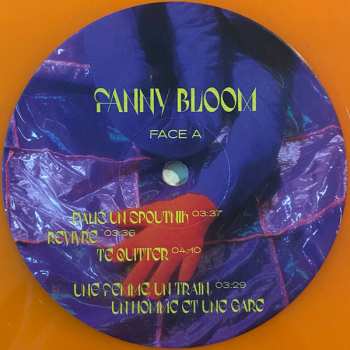 FANNY BLOOM
FACE A
DANS UN SPOUTNIK 03:37
REVIVRE 03:36
TE QUITTER 04:10
UNE FEMME UN TRAIN, 03:29
UN HOMME ET UNE GARE